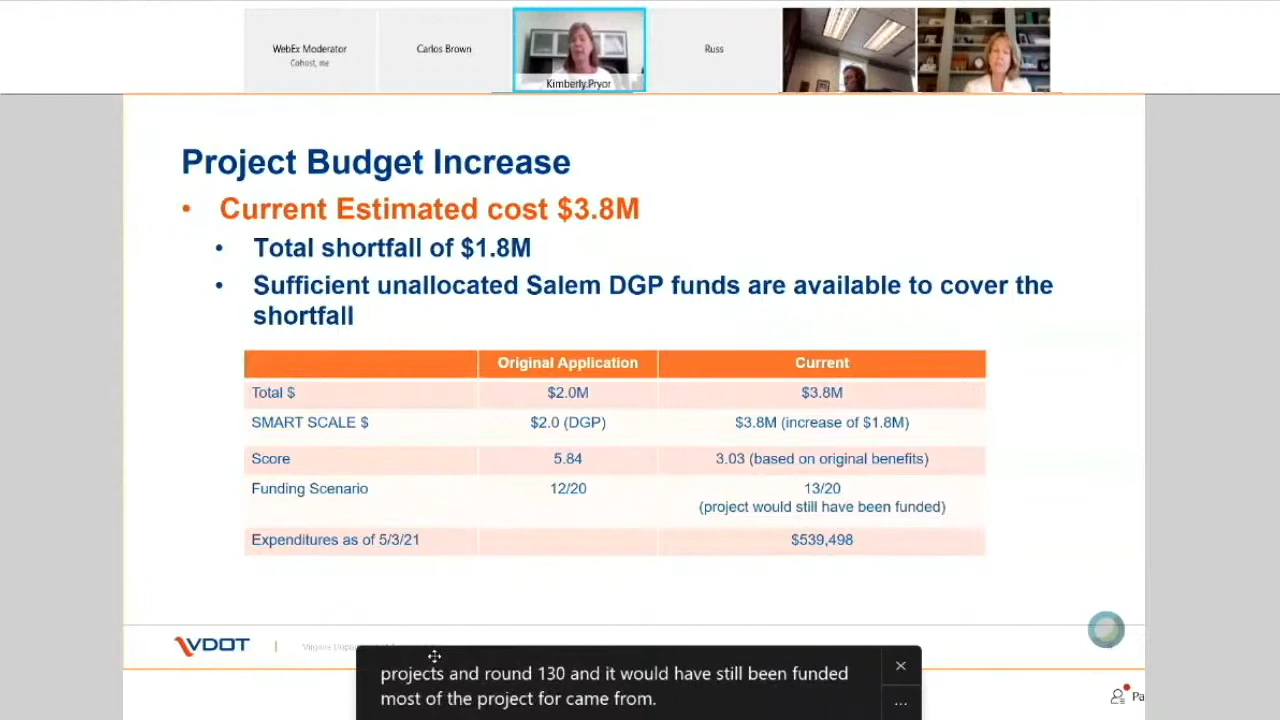 WebEx Moderator
Cohost, me
Carlos Brown
Kimberly Pryor
Russ
Project Budget Increase
• Current Estimated cost $3.8M
• Total shortfall of $1.8M
• Sufficient unallocated Salem DGP funds are available to cover the
shortfall
Original Application Current
Total $ $2.0M $3.8M
SMART SCALE $ $2.0 (DGP) $3.8M (increase of $1.8M)
Score 5.84 3.03 (based on original benefits)
Funding Scenario 12/20 13/20
(project would still have been funded)
Expenditures as of 5/3/21 $539,498
VDOT
projects and round 130 and it would have still been funded
most of the project for came from.
Pa